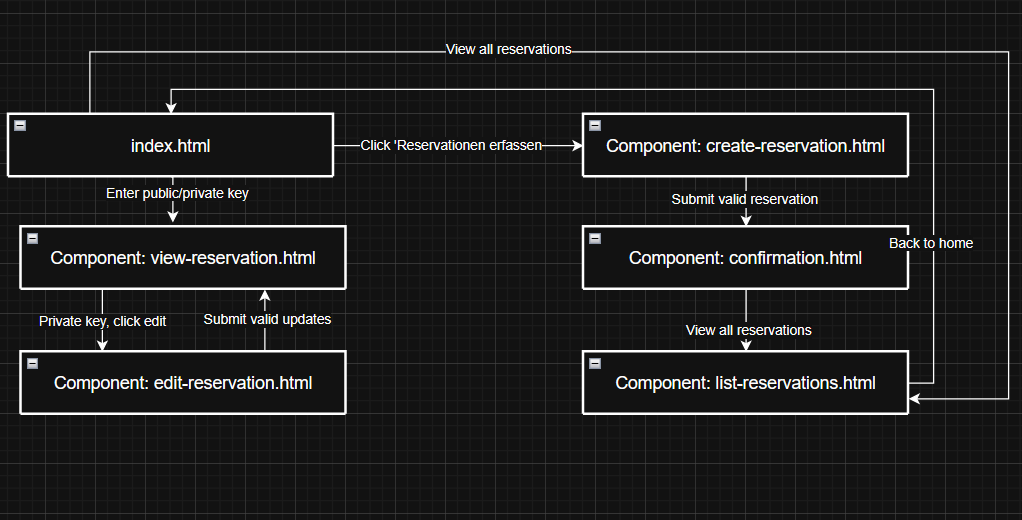 View all reservations
index.html
Click 'Reservationen erfassen
Component: create-reservation.html
Enter public/private key
Submit valid reservation
Component: view-reservation.html
Component: confirmation.html
Back to home
Private key, click edit
Submit valid updates
View all reservations
Component: edit-reservation.html
Component: list-reservations.html